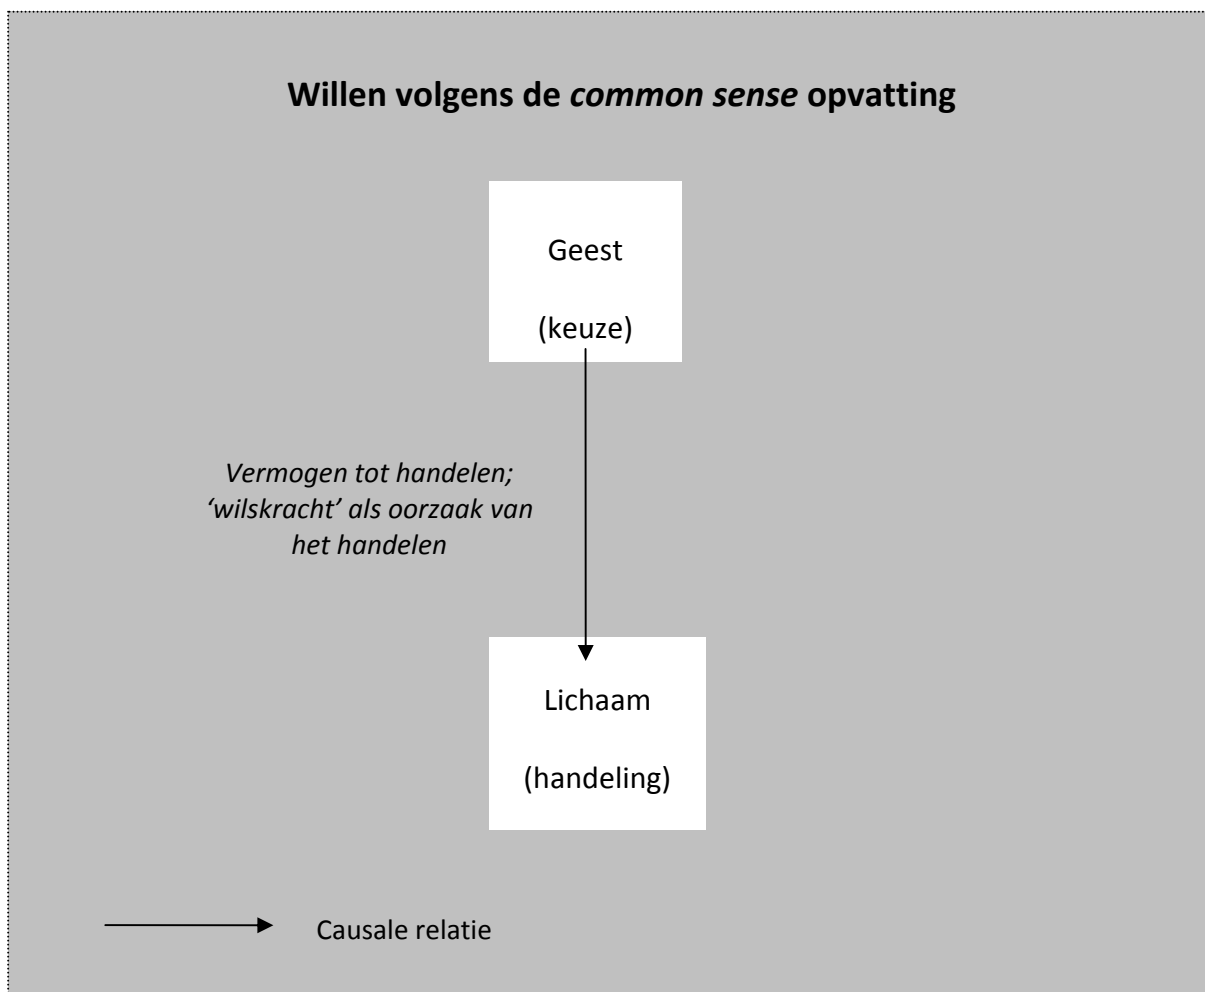 Willen volgens de common sense opvatting
Geest
(keuze)
Vermogen tot handelen;
‘wilskracht’ als oorzaak van
het handelen
Lichaam
(handeling)
Causale relatie